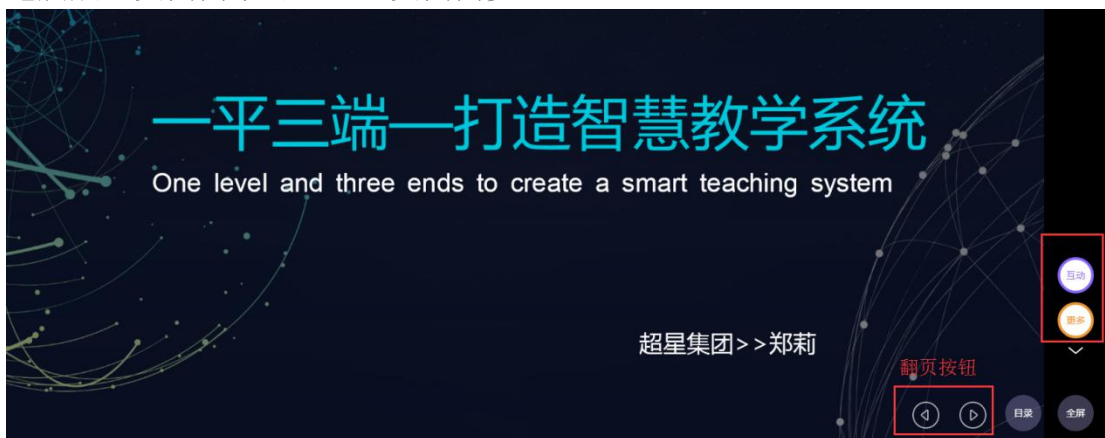 一平三端—打造智慧教学系统
One level and three ends to create a smart teaching system
互动
更多
超星集团>>郑莉
翻页按钮
目录
全屏